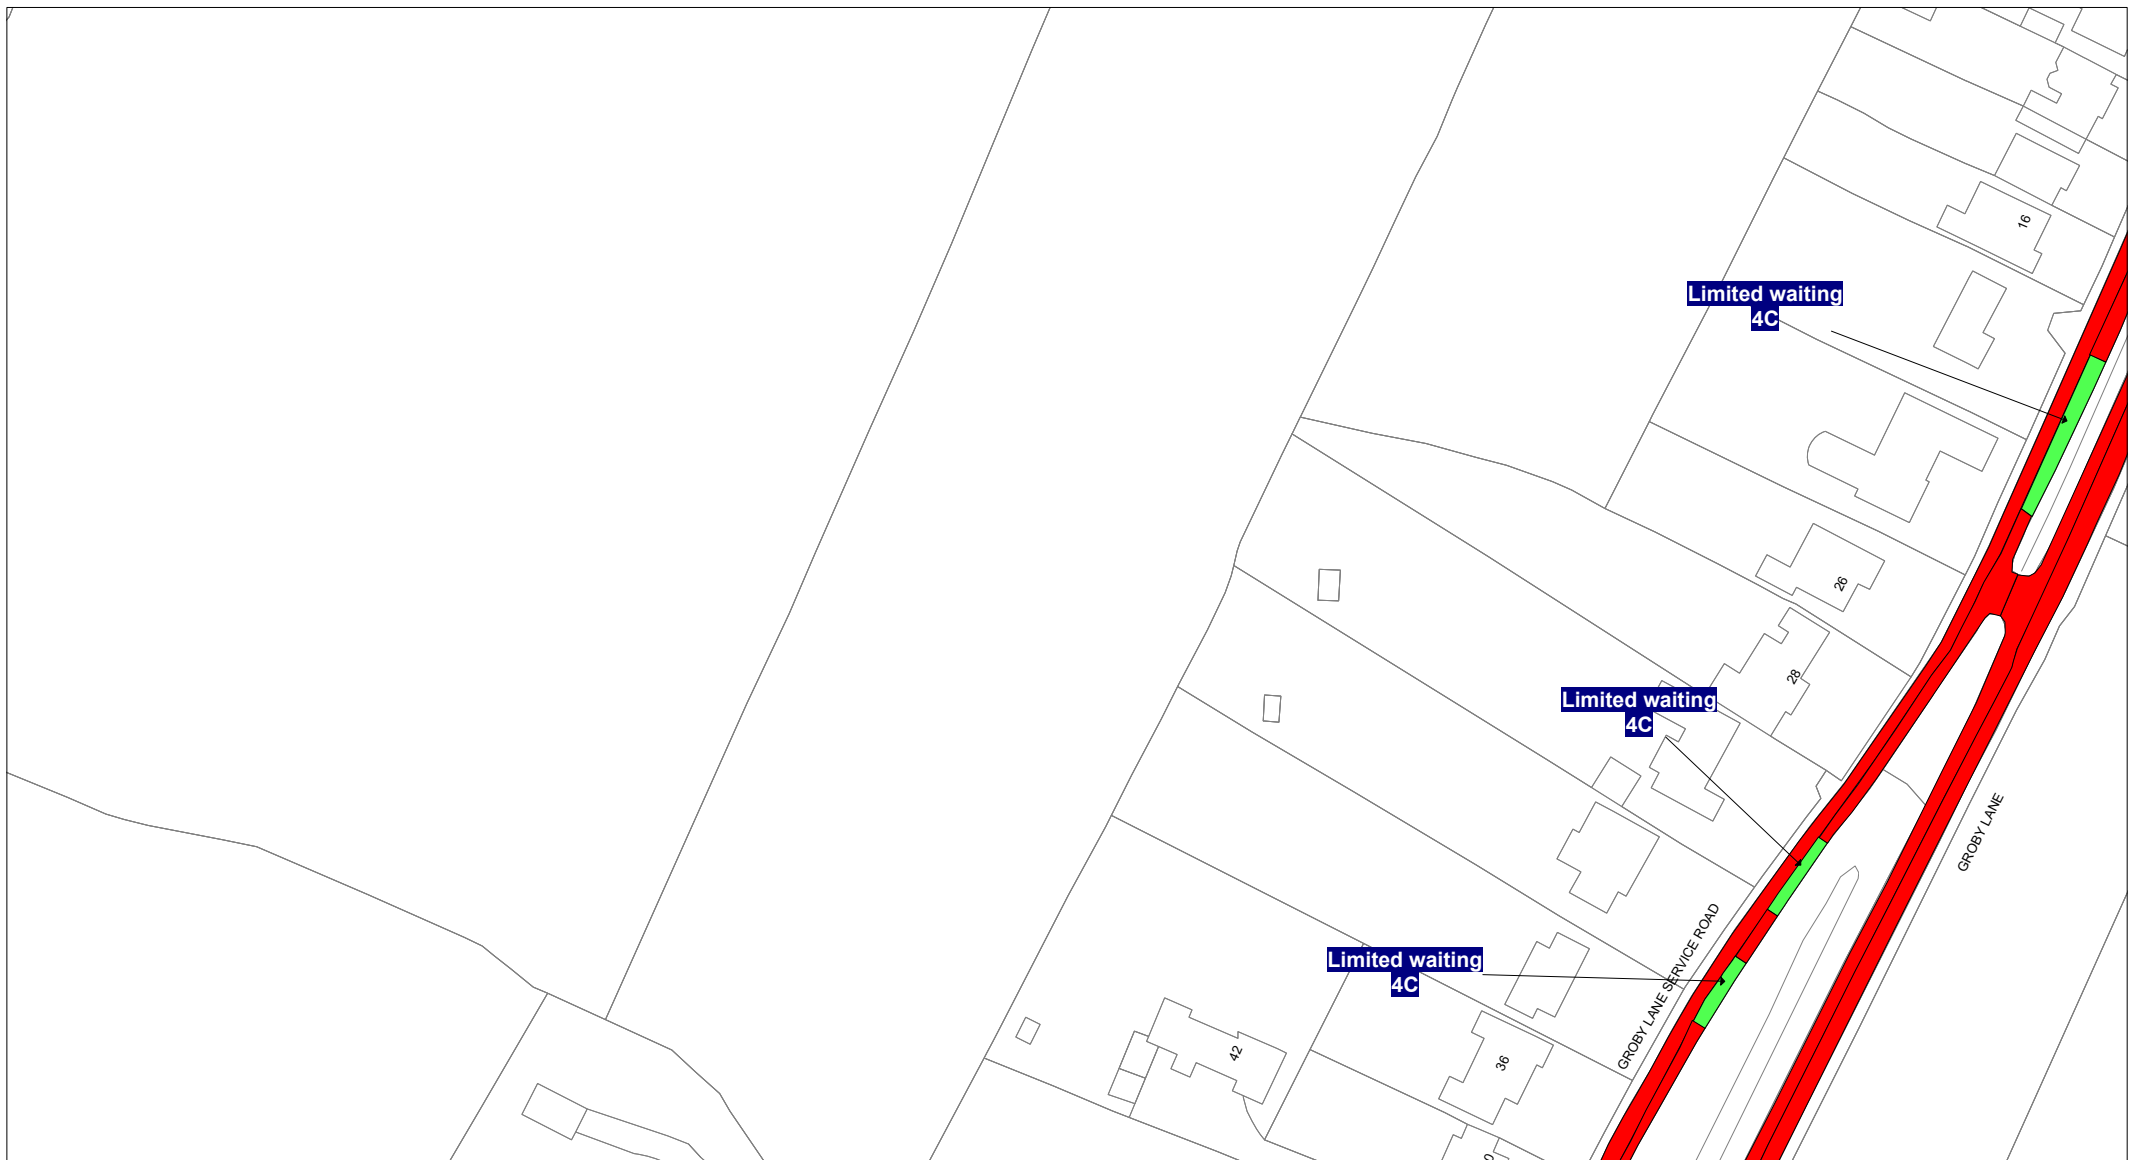 16
Limited waiting
4C
26
28
Limited waiting
4C
GROBY LANE
GROBY LANE SERVICE ROAD
Limited waiting
4C
42
36